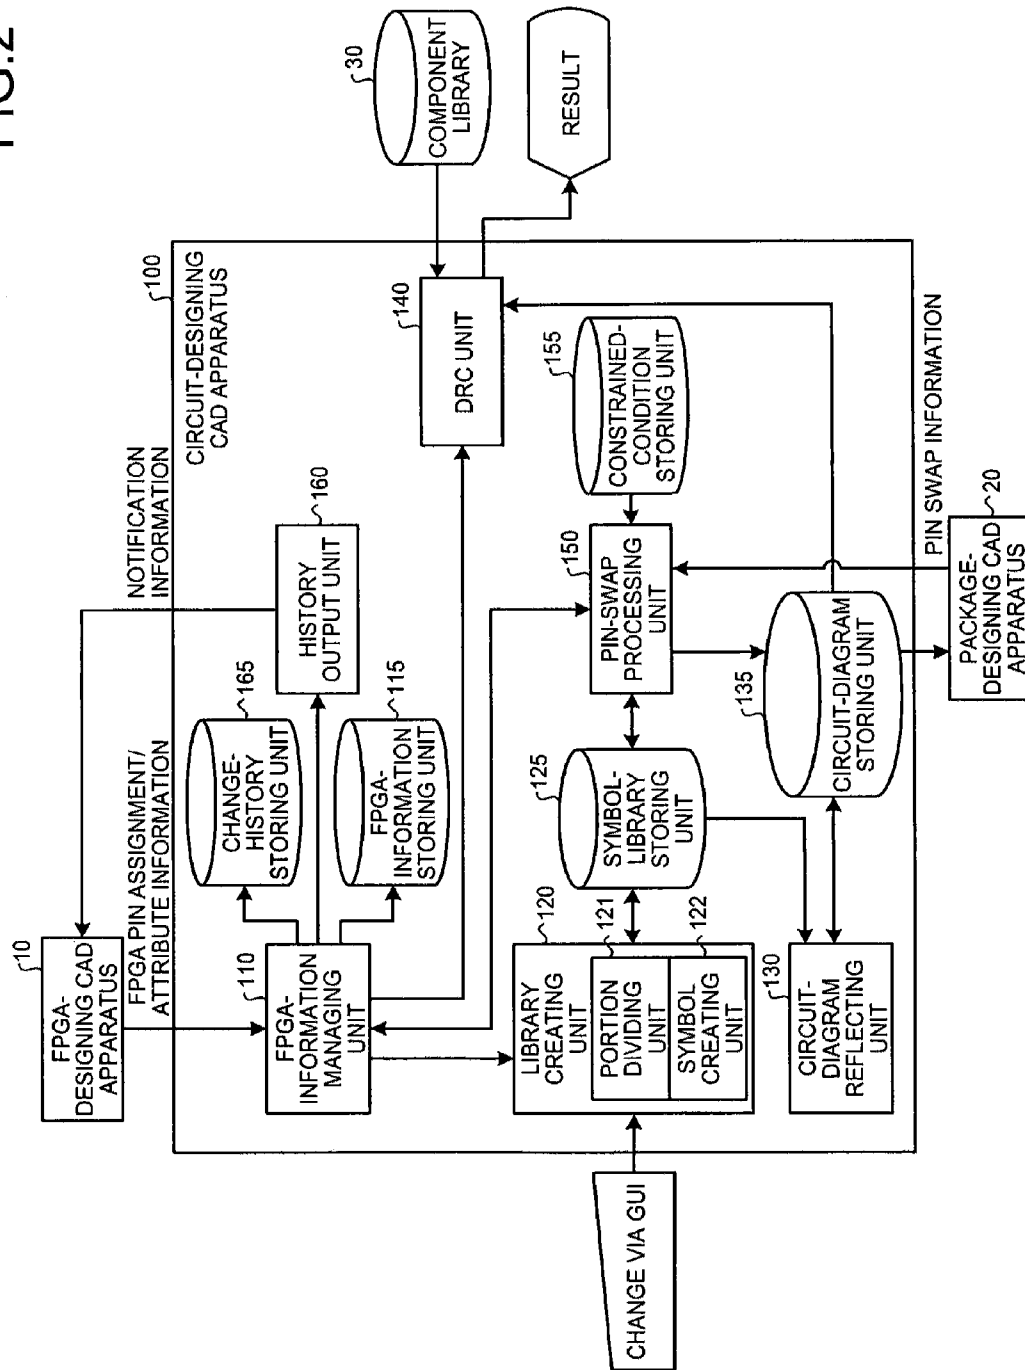 FIG.2
10
FPGA-
DESIGNING CAD
APPARATUS
FPGA PIN ASSIGNMENT/
ATTRIBUTE INFORMATION
NOTIFICATION
INFORMATION
100
CIRCUIT-DESIGNING
CAD APPARATUS
30
COMPONENT
LIBRARY
110
FPGA-
INFORMATION
MANAGING
UNIT
165
CHANGE-
HISTORY
STORING UNIT
115
FPGA-
INFORMATION
STORING UNIT
160
HISTORY
OUTPUT UNIT
140
DRC UNIT
RESULT
CHANGE VIA GUI
120
LIBRARY
CREATING
UNIT
121
PORTION
DIVIDING
UNIT
122
SYMBOL
CREATING
UNIT
125
SYMBOL-
LIBRARY
STORING
UNIT
150
PIN-SWAP
PROCESSING
UNIT
155
CONSTRAINED-
CONDITION
STORING UNIT
130
CIRCUIT-
DIAGRAM
REFLECTING
UNIT
135
CIRCUIT-DIAGRAM
STORING UNIT
PIN SWAP INFORMATION
20
PACKAGE-
DESIGNING CAD
APPARATUS